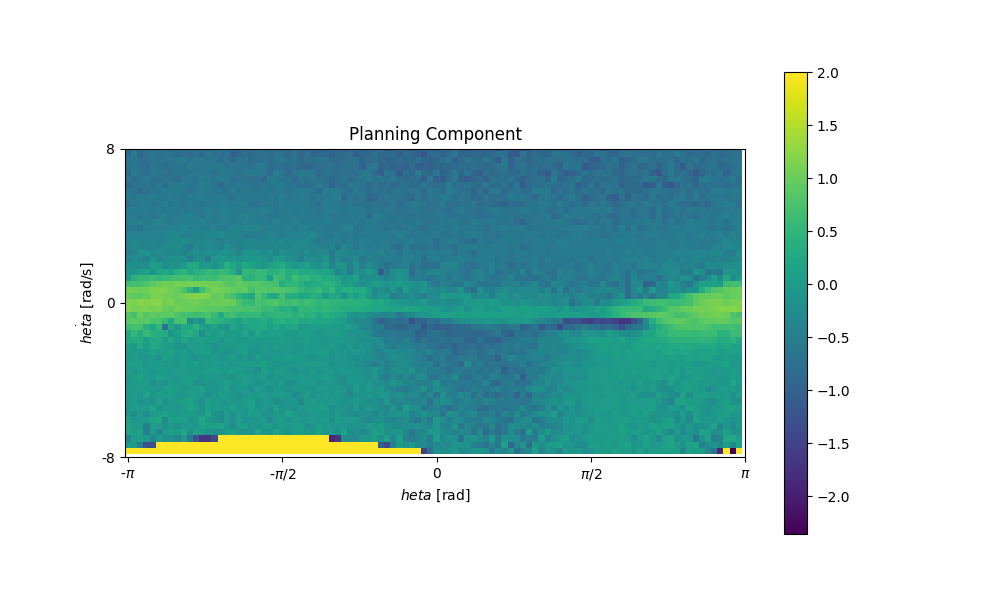 Planning Component
8
0
-8
ḣeta [rad/s]
-π
-π/2
0
π/2
π
heta [rad]
2.0
1.5
1.0
0.5
0.0
−0.5
−1.0
−1.5
−2.0